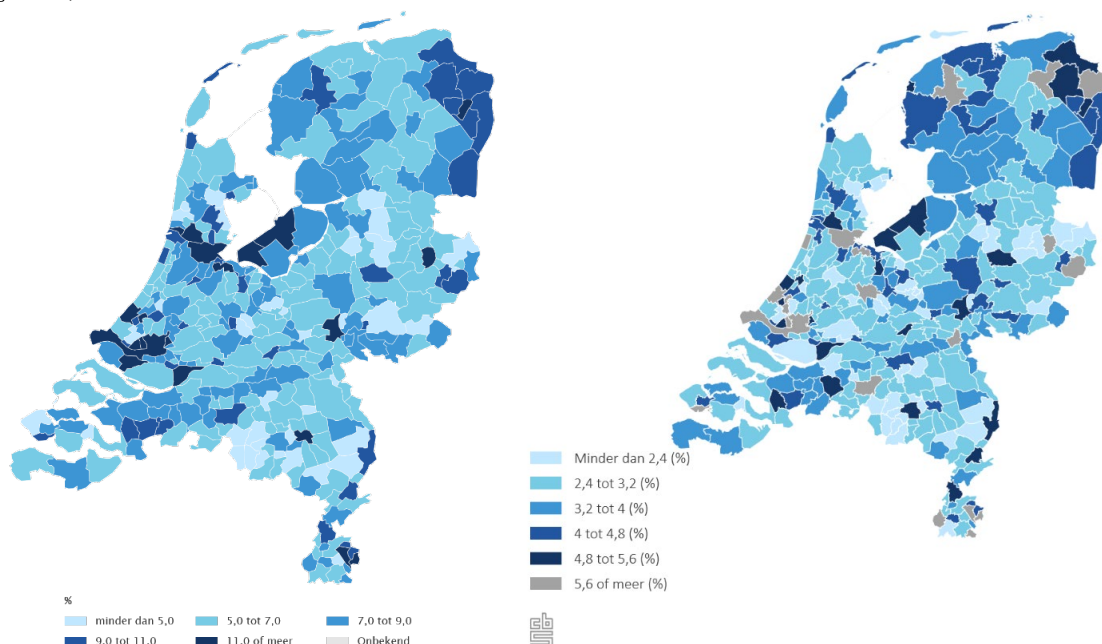 %
minder dan 5,0
5,0 tot 7,0
7,0 tot 9,0
9,0 tot 11,0
11,0 of meer
Onbekend
Minder dan 2,4 (%)
2,4 tot 3,2 (%)
3,2 tot 4 (%)
4 tot 4,8 (%)
4,8 tot 5,6 (%)
5,6 of meer (%)
cbs